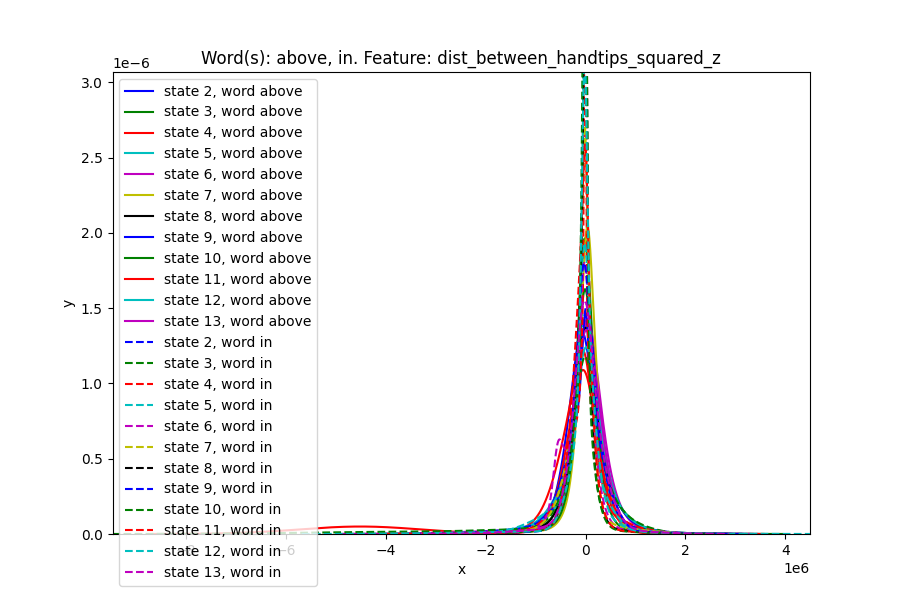 Word(s): above, in. Feature: dist_between_handtips_squared_z
1e−6
3.0
2.5
2.0
1.5
1.0
0.5
0.0
y
state 2, word above
state 3, word above
state 4, word above
state 5, word above
state 6, word above
state 7, word above
state 8, word above
state 9, word above
state 10, word above
state 11, word above
state 12, word above
state 13, word above
state 2, word in
state 3, word in
state 4, word in
state 5, word in
state 6, word in
state 7, word in
state 8, word in
state 9, word in
state 10, word in
state 11, word in
state 12, word in
state 13, word in
−6 −4 −2 0 2 4
1e6
x